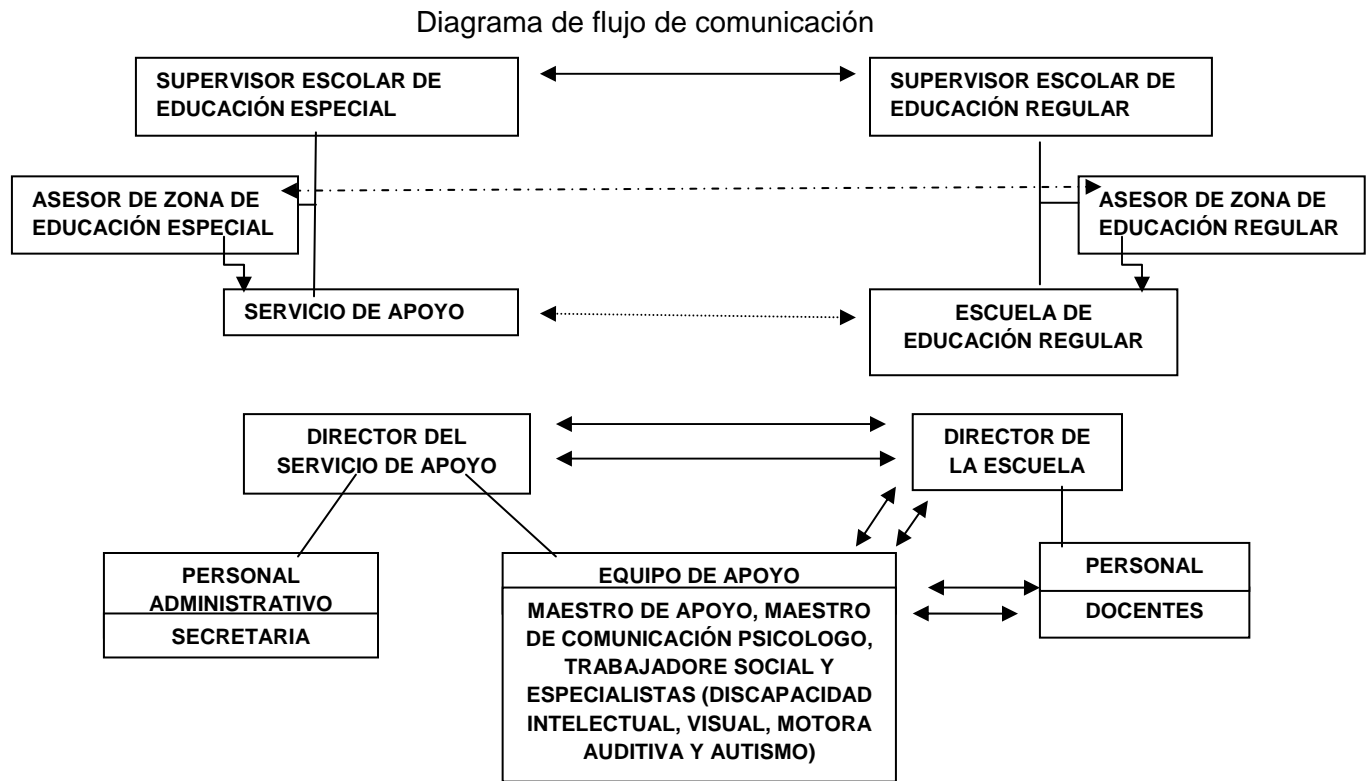 Diagrama de flujo de comunicación
SUPERVISOR ESCOLAR DE
EDUCACIÓN ESPECIAL
SUPERVISOR ESCOLAR DE
EDUCACIÓN REGULAR
ASESOR DE ZONA DE
EDUCACIÓN ESPECIAL
ASESOR DE ZONA DE
EDUCACIÓN REGULAR
SERVICIO DE APOYO
ESCUELA DE
EDUCACIÓN REGULAR
DIRECTOR DEL
SERVICIO DE APOYO
DIRECTOR DE
LA ESCUELA
PERSONAL
ADMINISTRATIVO
SECRETARIA
EQUIPO DE APOYO
MAESTRO DE APOYO, MAESTRO
DE COMUNICACIÓN PSICOLOGO,
TRABAJADORE SOCIAL Y
ESPECIALISTAS (DISCAPACIDAD
INTELECTUAL, VISUAL, MOTORA
AUDITIVA Y AUTISMO)
PERSONAL
DOCENTES